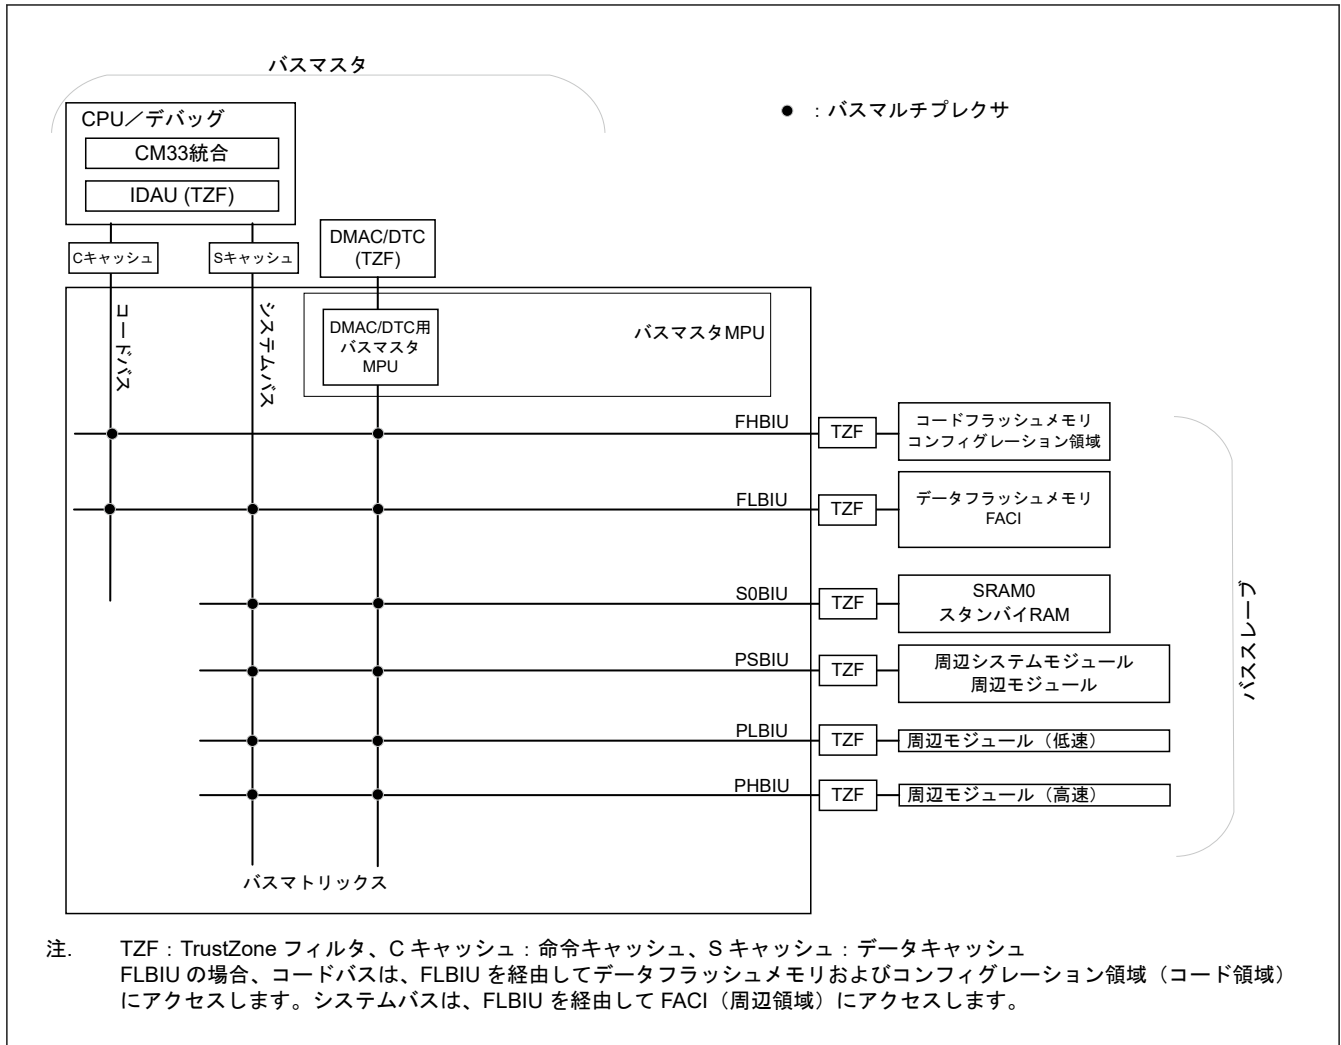 バスマスタ
CPU／デバッグ
CM33統合
IDAU (TZF)
●：バスマルチプレクサ
Cキャッシュ
Sキャッシュ
DMAC/DTC
(TZF)
コードバス
システムバス
DMAC/DTC用
バスマスタ
MPU
バスマスタMPU
FHBIU
TZF
コードフラッシュメモリ
コンフィグレーション領域
FLBIU
TZF
データフラッシュメモリ
FACI
S0BIU
TZF
SRAM0
スタンバイRAM
PSBIU
TZF
周辺システムモジュール
周辺モジュール
PLBIU
TZF
周辺モジュール（低速）
PHBIU
TZF
周辺モジュール（高速）
バススレーブ
バスマトリックス
注. TZF：TrustZone フィルタ、C キャッシュ：命令キャッシュ、S キャッシュ：データキャッシュ
FLBIU の場合、コードバスは、FLBIU を経由してデータフラッシュメモリおよびコンフィグレーション領域（コード領域）
にアクセスします。システムバスは、FLBIU を経由して FACI（周辺領域）にアクセスします。